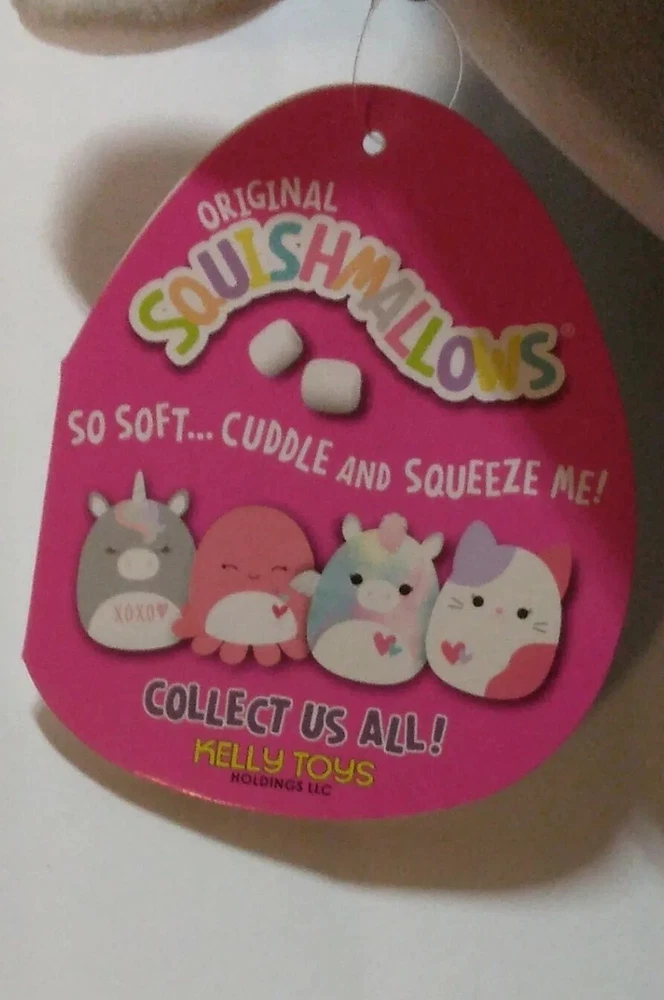 ORIGINAL
SQUISHMALLOWS®
SO SOFT... CUDDLE AND SQUEEZE ME!
XOXO♥
COLLECT US ALL!
KELLY TOYS
HOLDINGS LLC